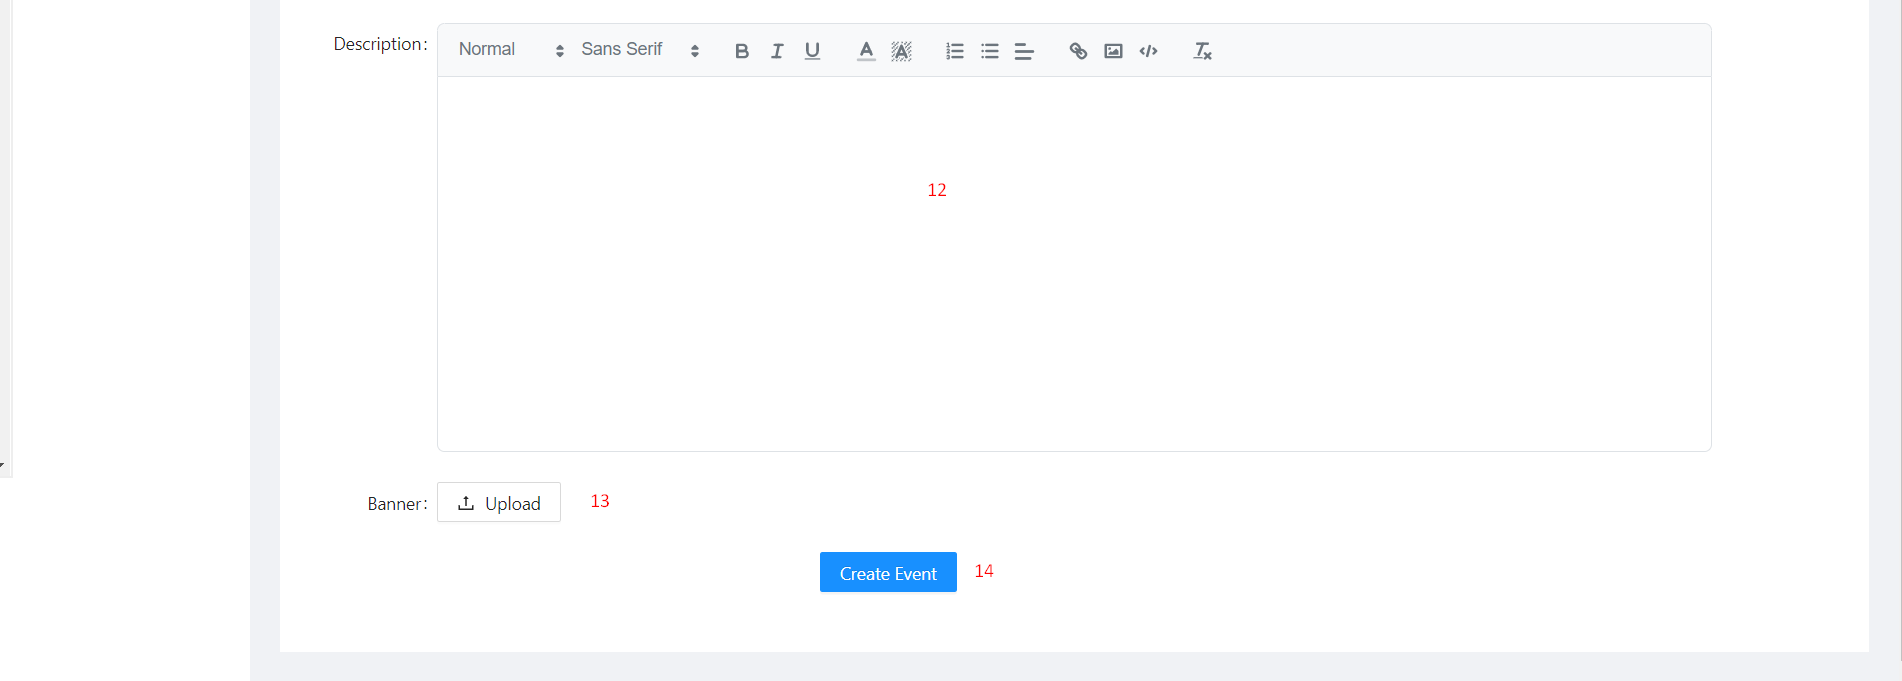 Description:
Normal Sans Serif B I U A A
12
Banner: Upload 13
Create Event 14